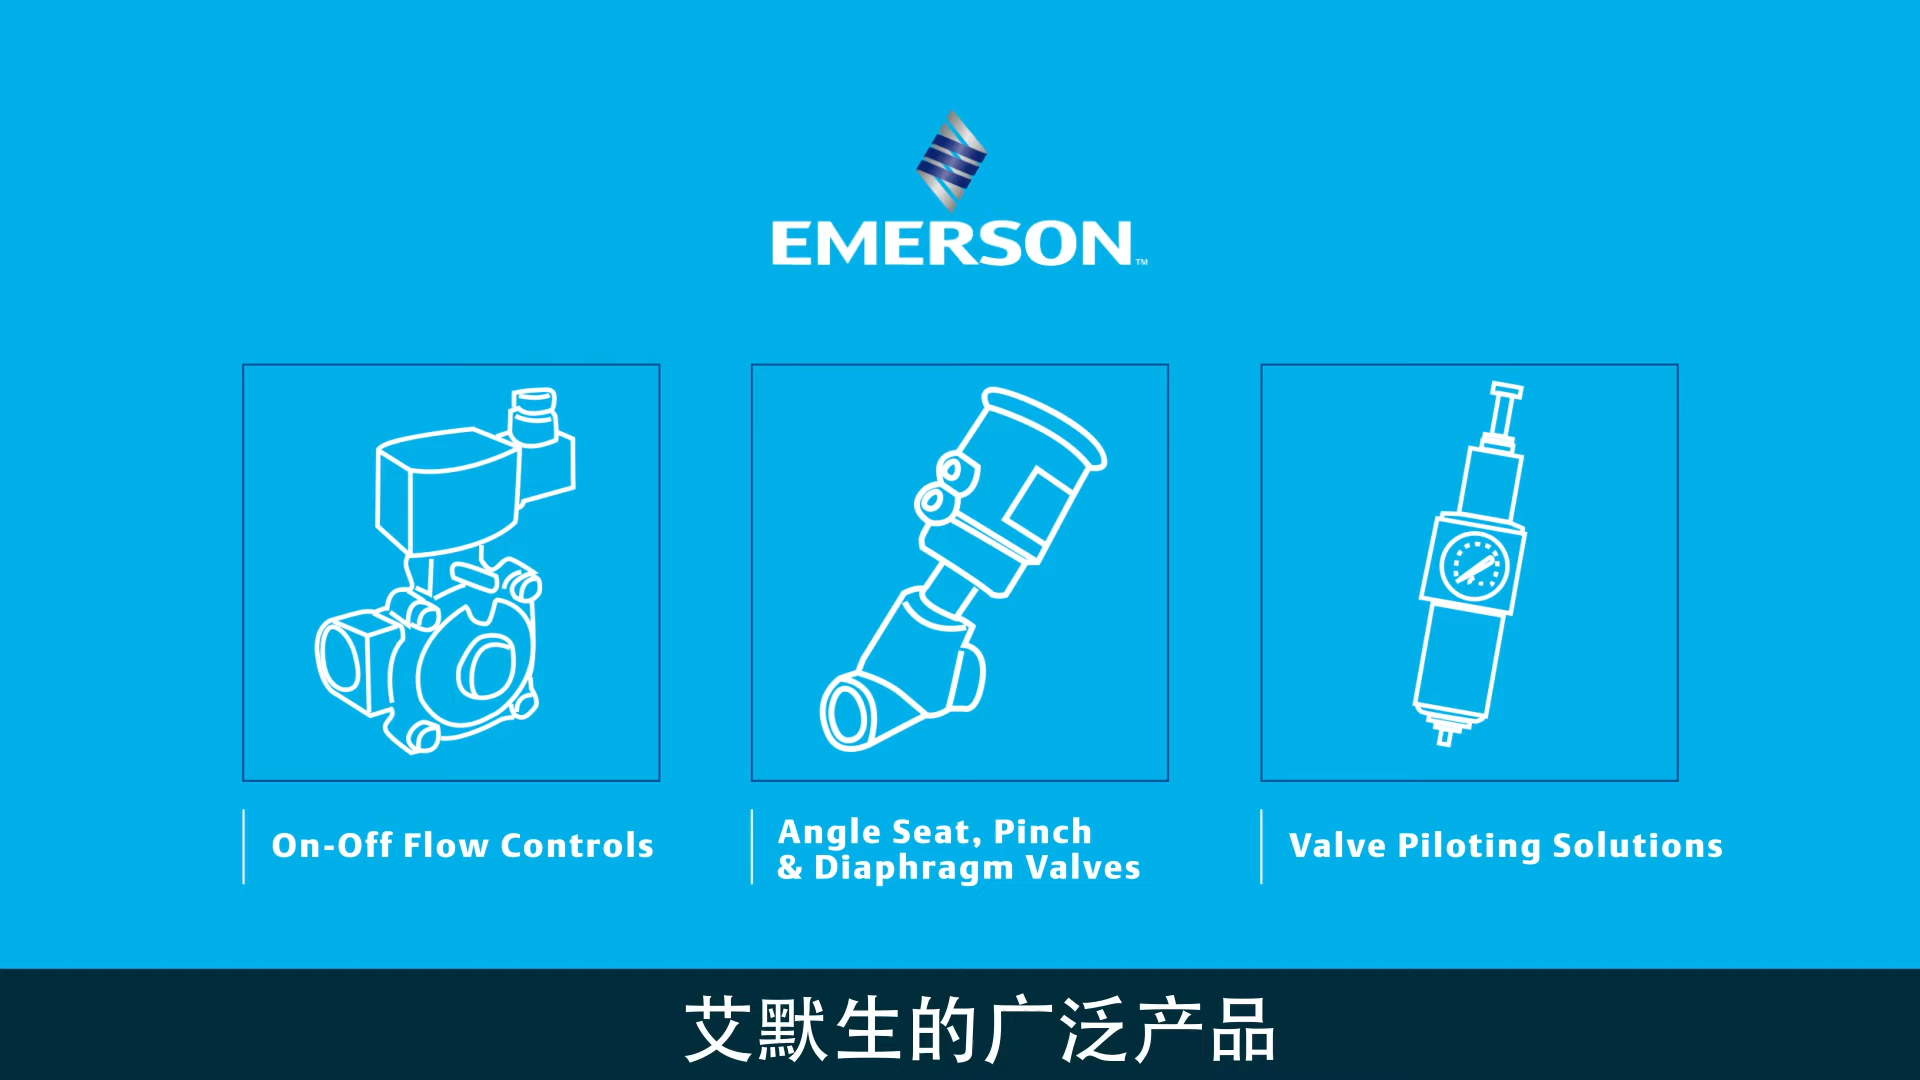 EMERSON™
On-Off Flow Controls
Angle Seat, Pinch
& Diaphragm Valves
Valve Piloting Solutions
艾默生的广泛产品